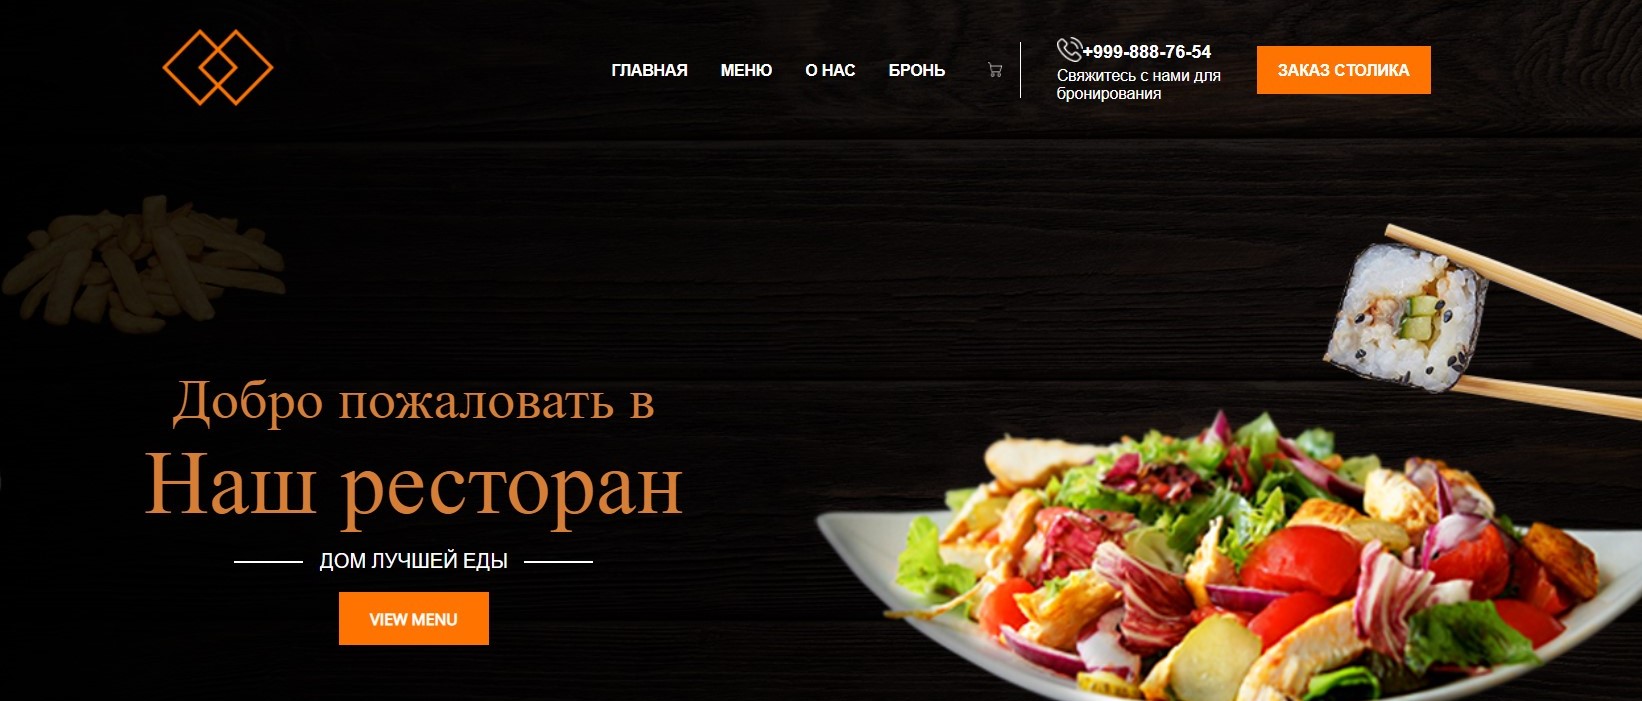 ГЛАВНАЯ МЕНЮ О НАС БРОНЬ
+999-888-76-54
Свяжитесь с нами для
бронирования
ЗАКАЗ СТОЛИКА
Добро пожаловать в
Наш ресторан
ДОМ ЛУЧШЕЙ ЕДЫ
VIEW MENU